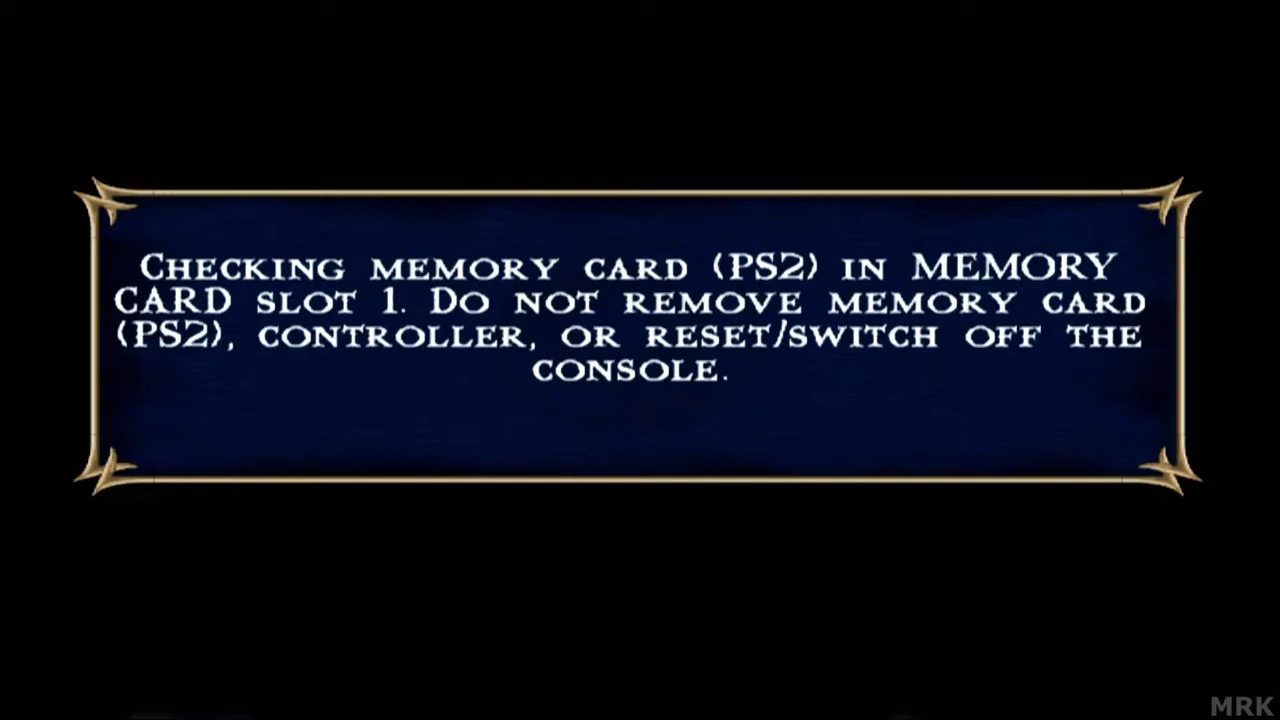 Checking memory card (PS2) in MEMORY
CARD slot 1. Do not remove memory card
(PS2), controller, or reset/switch off the
console.
MRK